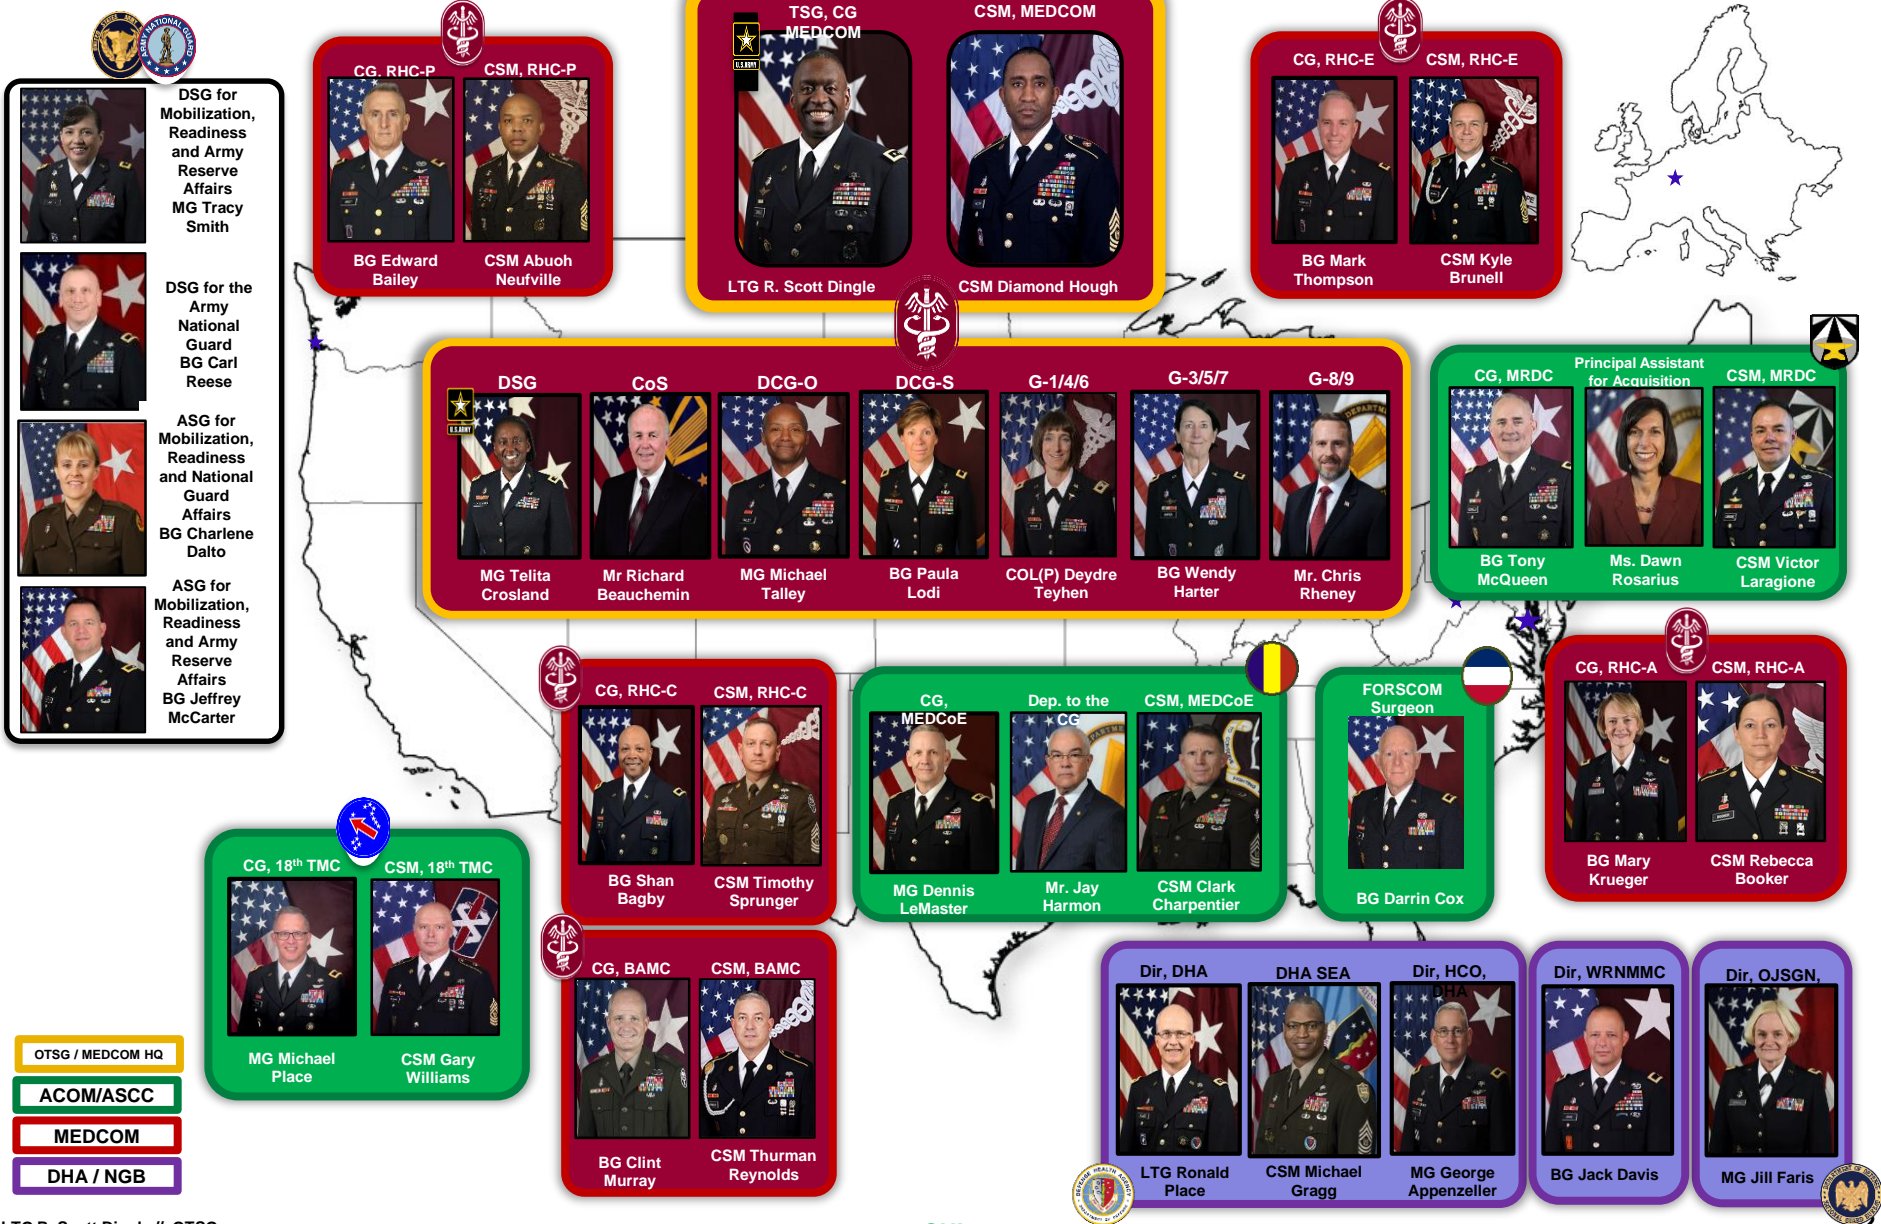 DSG for
Mobilization,
Readiness
and Army
Reserve
Affairs
MG Tracy
Smith
DSG for the
Army
National
Guard
BG Carl
Reese
ASG for
Mobilization,
Readiness
and National
Guard
Affairs
BG Charlene
Dalto
ASG for
Mobilization,
Readiness
and Army
Reserve
Affairs
BG Jeffrey
McCarter
CG, RHC-P
CSM, RHC-P
BG Edward
Bailey
CSM Abuoh
Neufville
TSG, CG
MEDCOM
CSM, MEDCOM
U.S.ARMY
LTG R. Scott Dingle
CSM Diamond Hough
CG, RHC-E
CSM, RHC-E
BG Mark
Thompson
CSM Kyle
Brunell
DSG
CoS
DCG-O
DCG-S
G-1/4/6
G-3/5/7
G-8/9
U.S.ARMY
MG Telita
Crosland
Mr Richard
Beauchemin
MG Michael
Talley
BG Paula
Lodi
COL(P) Deydre
Teyhen
BG Wendy
Harter
Mr. Chris
Rheney
CG, MRDC
Principal Assistant
for Acquisition
CSM, MRDC
BG Tony
McQueen
Ms. Dawn
Rosarius
CSM Victor
Laragione
CG, RHC-C
CSM, RHC-C
BG Shan
Bagby
CSM Timothy
Sprunger
CG,
MEDCoE
Dep. to the
CG
CSM, MEDCoE
MG Dennis
LeMaster
Mr. Jay
Harmon
CSM Clark
Charpentier
FORSCOM
Surgeon
BG Darrin Cox
CG, RHC-A
CSM, RHC-A
BG Mary
Krueger
CSM Rebecca
Booker
CG, 18th TMC
CSM, 18th TMC
MG Michael
Place
CSM Gary
Williams
CG, BAMC
CSM, BAMC
BG Clint
Murray
CSM Thurman
Reynolds
Dir, DHA
DHA SEA
Dir, HCO,
DHA
LTG Ronald
Place
CSM Michael
Gragg
MG George
Appenzeller
Dir, WRNMMC
BG Jack Davis
Dir, OJSGN,
MG Jill Faris
OTSG / MEDCOM HQ
ACOM/ASCC
MEDCOM
DHA / NGB